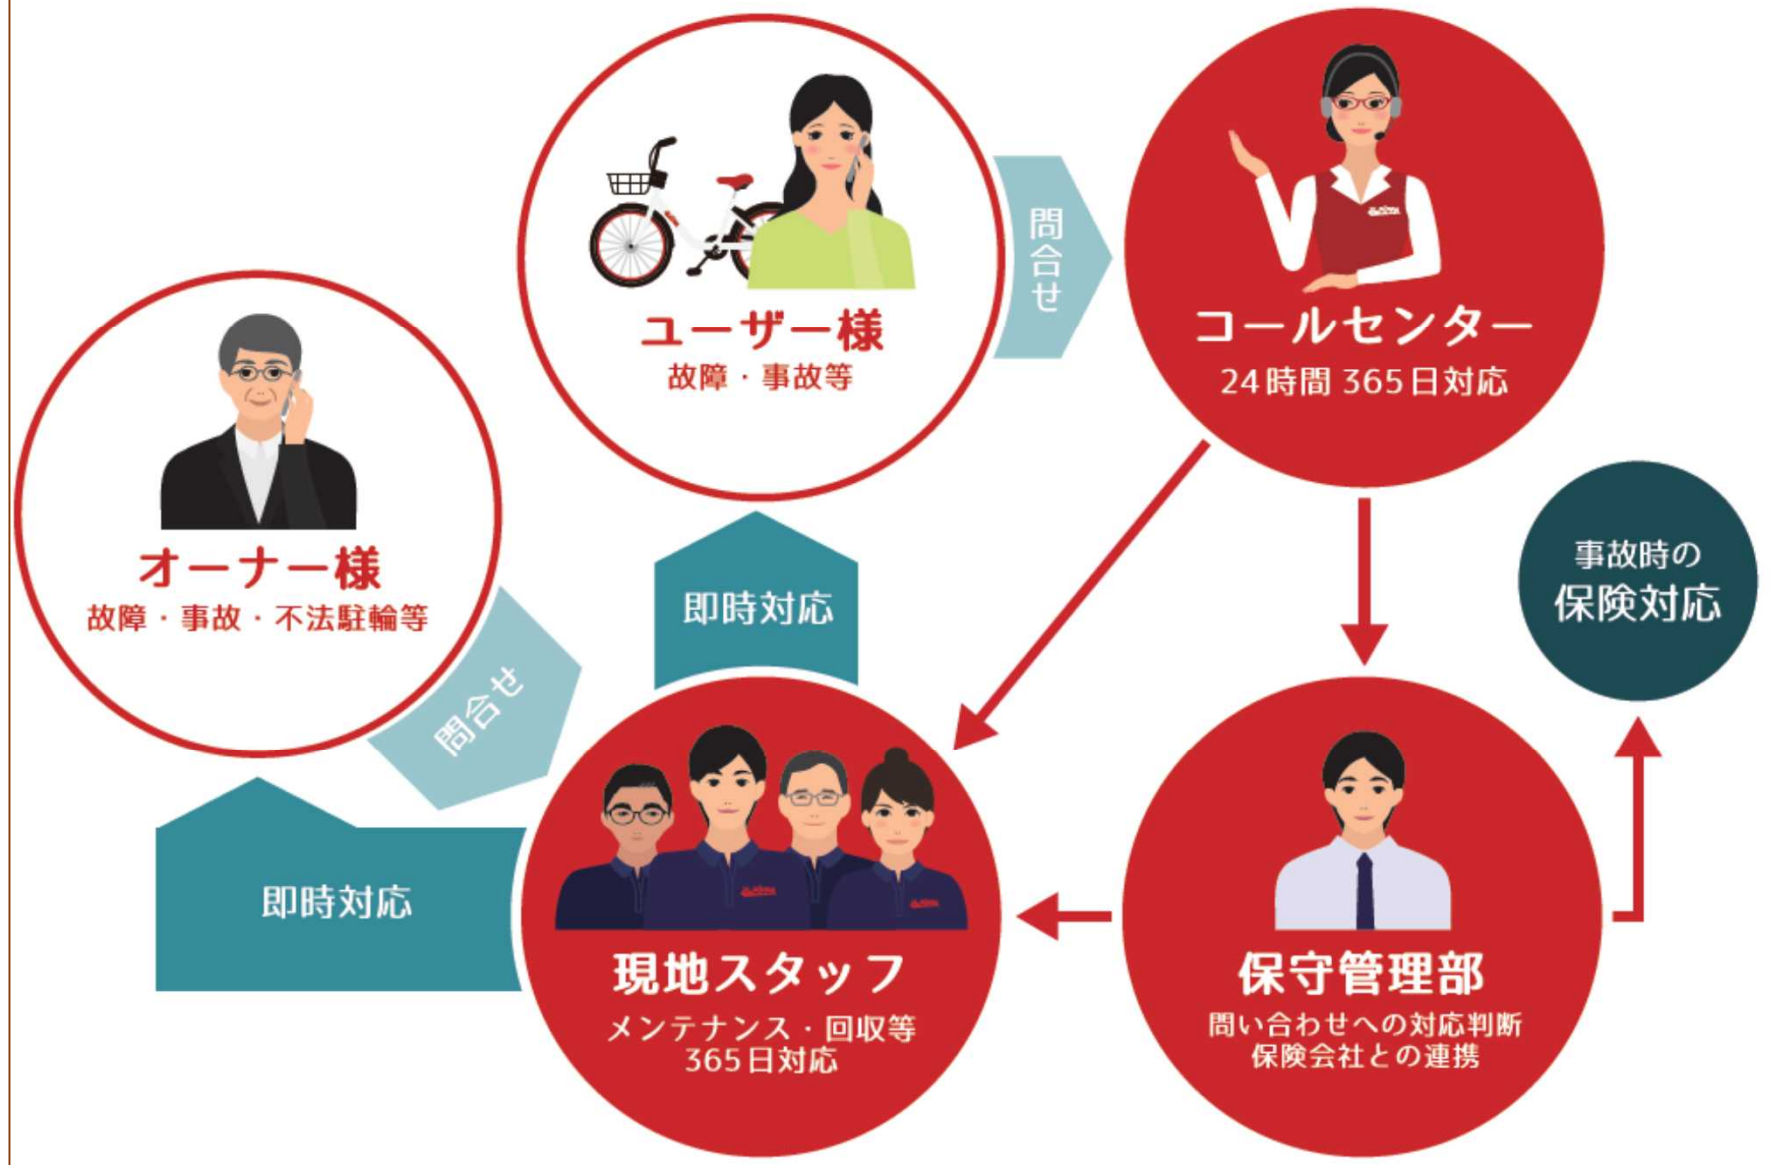 ユーザー様
故障・事故等
問合せ
コールセンター
24時間 365日対応
オーナー様
故障・事故・不法駐輪等
問合せ
即時対応
事故時の
保険対応
即時対応
現地スタッフ
メンテナンス・回収等
365日対応
保守管理部
問い合わせへの対応判断
保険会社との連携